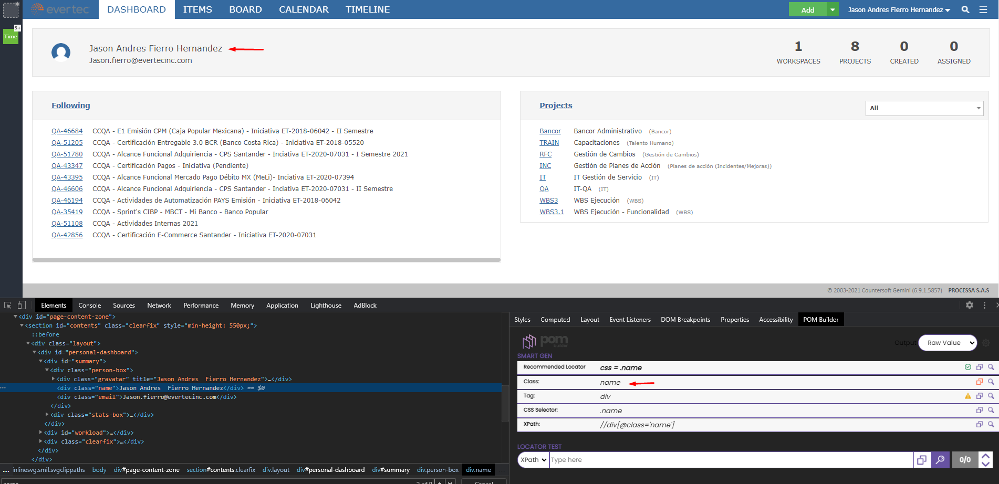 evertec DASHBOARD ITEMS BOARD CALENDAR TIMELINE Add Jason Andres Fierro Hernandez
5+
Time
Jason Andres Fierro Hernandez
Jason.fierro@evertecinc.com
1 8 0 0
WORKSPACES PROJECTS CREATED ASSIGNED
Following
QA-46684 CCQA - E1 Emisión CPM (Caja Popular Mexicana) - Iniciativa ET-2018-06042 - II Semestre
QA-51205 CCQA - Certificación Entregable 3.0 BCR (Banco Costa Rica) - Iniciativa ET-2018-05520
QA-51780 CCQA - Alcance Funcional Adquiriencia - CPS Santander - Inciativa ET-2020-07031 - I Semestre 2021
QA-43347 CCQA - Certificación Pagos - Iniciativa (Pendiente)
QA-43395 CCQA - Alcance Funcional Mercado Pago Débito MX (MeLi)- Inciativa ET-2020-07394
QA-46606 CCQA - Alcance Funcional Adquiriencia - CPS Santander - Inciativa ET-2020-07031 - II Semestre
QA-46194 CCQA - Actividades de Automatización PAYS Emisión - Iniciativa ET-2018-06042
QA-35419 CCQA - Sprint's CIBP - MBCT - Mi Banco - Banco Popular
QA-51108 CCQA - Actividades Internas 2021
QA-42856 CCQA - Certificación E-Commerce Santander - Iniciativa ET-2020-07031
Projects
All
Bancor Bancor Administrativo (Bancor)
TRAIN Capacitaciones (Talento Humano)
RFC Gestión de Cambios (Gestión de Cambios)
INC Gestión de Planes de Acción (Planes de acción (Incidentes/Mejoras))
IT IT Gestión de Servicio (IT)
QA IT-QA (IT)
WBS3 WBS Ejecución (WBS)
WBS3.1 WBS Ejecución - Funcionalidad (WBS)
© 2003-2021 Countersoft Gemini (6.9.1.5857) PROCESSA S.A.S
Elements Console Sources Network Performance Memory Application Lighthouse AdBlock
<div id="page-content-zone">
<section id="contents" class="clearfix" style="min-height: 550px;">
::before
<div class="layout">
<div id="personal-dashboard">
<div id="summary">
<div class="person-box">
<div class="gravatar" title="Jason Andres  Fierro Hernandez">…</div>
<div class="name">Jason Andres  Fierro Hernandez</div> == $0
<div class="email">Jason.fierro@evertecinc.com</div>
</div>
<div class="stats-box">…</div>
</div>
<div id="workload">…</div>
<div class="clearfix">…</div>
</div>
</div>
... nlinesvg.smil.svgclippaths body div#page-content-zone section#contents.clearfix div.layout div#personal-dashboard div#summary div.person-box div.name
name 2 of 8 Cancel
Styles Computed Layout Event Listeners DOM Breakpoints Properties Accessibility POM Builder
pom builder
Output Raw Value
SMART GEN
Recommended Locator css = .name
Class: name
Tag: div
CSS Selector: .name
XPath: //div[@class='name']
LOCATOR TEST
XPath Type here 0/0